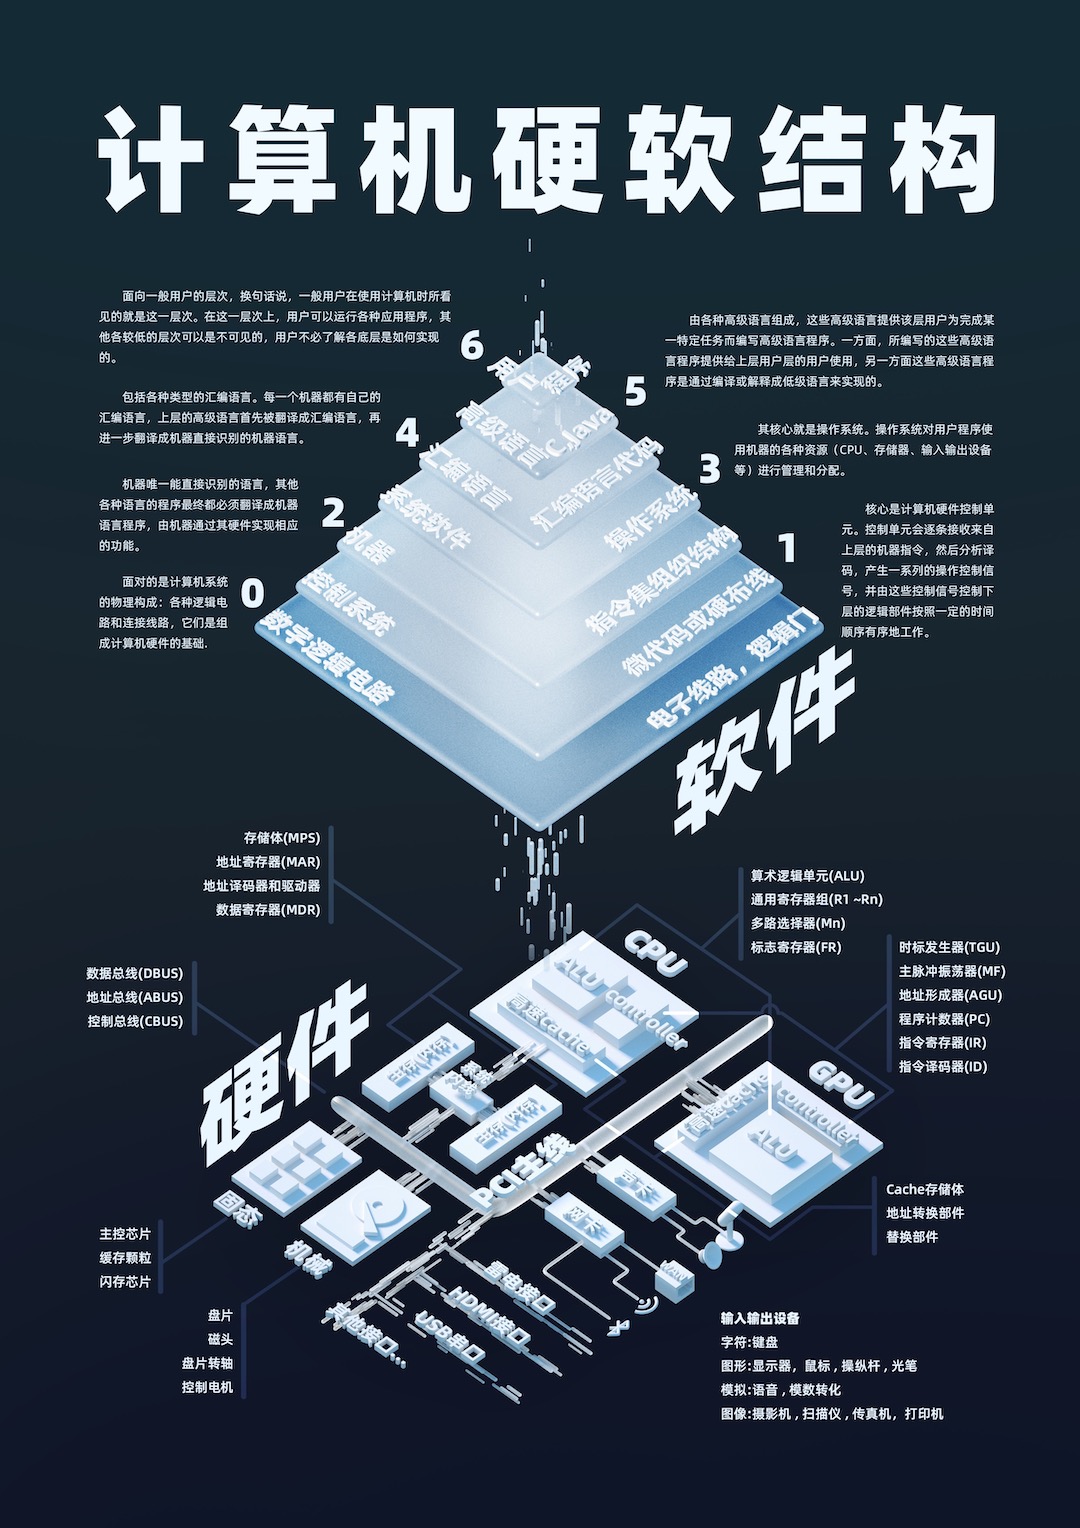 计算机硬软结构
面向一般用户的层次，换句话说，一般用户在使用计算机时所看
见的就是这一层次。在这一层次上，用户可以运行各种应用程序，其
他各较低的层次可以是不可见的，用户不必了解各底层是如何实现
的。
6
用户程序
由各种高级语言组成，这些高级语言提供该层用户为完成某
一特定任务而编写高级语言程序。一方面，所编写的这些高级语
言程序提供给上层用户层的用户使用，另一方面这些高级语言程
序是通过编译或解释成低级语言来实现的。
5
高级语言
C、Java
包括各种类型的汇编语言。每一个机器都有自己的
汇编语言，上层的高级语言首先被翻译成汇编语言，再
进一步翻译成机器直接识别的机器语言。
4
汇编语言
汇编语言代码
其核心就是操作系统。操作系统对用户程序使
用机器的各种资源（CPU、存储器、输入输出设备
等）进行管理和分配。
3
系统软件
操作系统
机器唯一能直接识别的语言，其他
各种语言的程序最终都必须翻译成机器
语言程序，由机器通过其硬件实现相应
的功能。
2
机器
指令集组织结构
核心是计算机硬件控制单
元。控制单元会逐条接收来自
上层的机器指令，然后分析译
码，产生一系列的操作控制信
号，并由这些控制信号控制下
层的逻辑部件按照一定的时间
顺序有序地工作。
1
控制系统
微代码或硬布线
面对的是计算机系统
的物理构成：各种逻辑电
路和连接线路，它们是组
成计算机硬件的基础.
0
数字逻辑电路
电子线路，逻辑门
软件
存储体(MPS)
地址寄存器(MAR)
地址译码器和驱动器
数据寄存器(MDR)
算术逻辑单元(ALU)
通用寄存器组(R1 ~Rn)
多路选择器(Mn)
标志寄存器(FR)
数据总线(DBUS)
地址总线(ABUS)
控制总线(CBUS)
时标发生器(TGU)
主脉冲振荡器(MF)
地址形成器(AGU)
程序计数器(PC)
指令寄存器(IR)
指令译码器(ID)
硬件
CPU
ALU
controller
高速cache
主绿内存
系统
总线
主绿内存
GPU
高速cache
controller
ALU
PCI主线
固态
机械
声卡
网卡
LAN
雷电接口
HDMI接口
USB串口
其他接口...
Cache存储体
地址转换部件
替换部件
主控芯片
缓存颗粒
闪存芯片
盘片
磁头
盘片转轴
控制电机
输入输出设备
字符:键盘
图形:显示器，鼠标 , 操纵杆 , 光笔
模拟:语音 , 模数转化
图像:摄影机 , 扫描仪 , 传真机，打印机